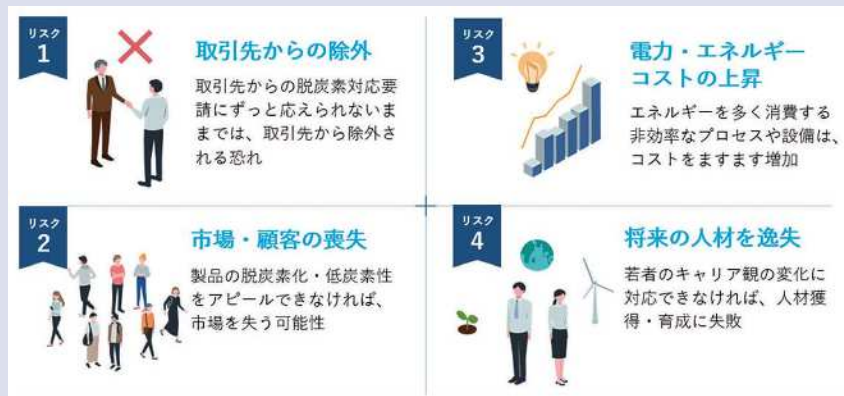 リスク
1
取引先からの除外
取引先からの脱炭素対応要
請にずっと応えられないま
までは、取引先から除外さ
れる恐れ
リスク
2
市場・顧客の喪失
製品の脱炭素化・低炭素性
をアピールできなければ、
市場を失う可能性
リスク
3
電力・エネルギー
コストの上昇
エネルギーを多く消費する
非効率なプロセスや設備は、
コストをますます増加
リスク
4
将来の人材を逸失
若者のキャリア観の変化に
対応できなければ、人材獲
得・育成に失敗